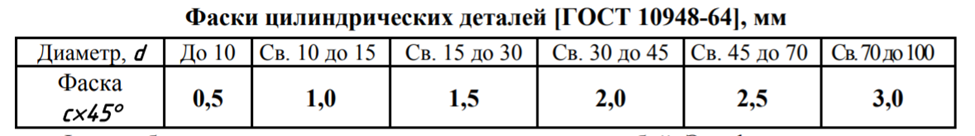 Фаски цилиндрических деталей [ГОСТ 10948-64], мм
Диаметр, d До 10 Св. 10 до 15 Св. 15 до 30 Св. 30 до 45 Св. 45 до 70 Св. 70 до 100
Фаска
c×45° 0,5 1,0 1,5 2,0 2,5 3,0